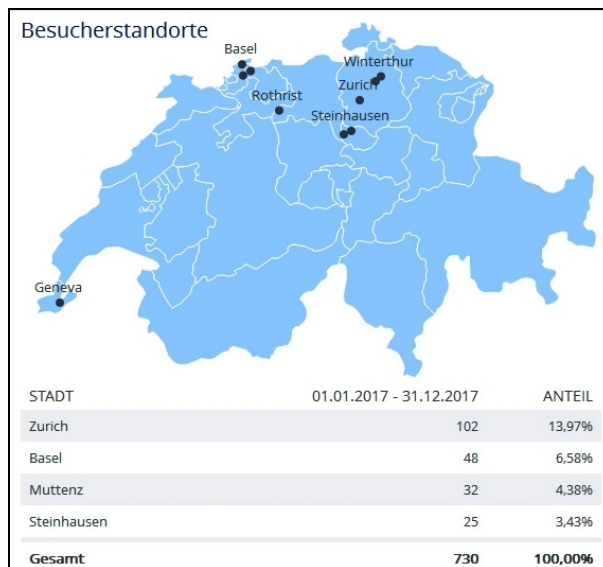 Besucherstandorte
Basel
Winterthur
Zurich
Rothrist
Steinhausen
Geneva
STADT 01.01.2017 - 31.12.2017 ANTEIL
Zurich 102 13,97%
Basel 48 6,58%
Muttenz 32 4,38%
Steinhausen 25 3,43%
Gesamt 730 100,00%